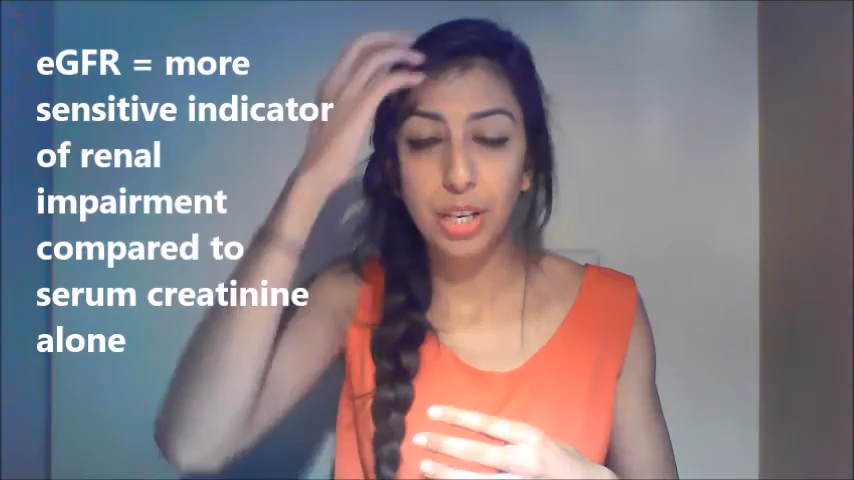 eGFR = more
sensitive indicator
of renal
impairment
compared to
serum creatinine
alone